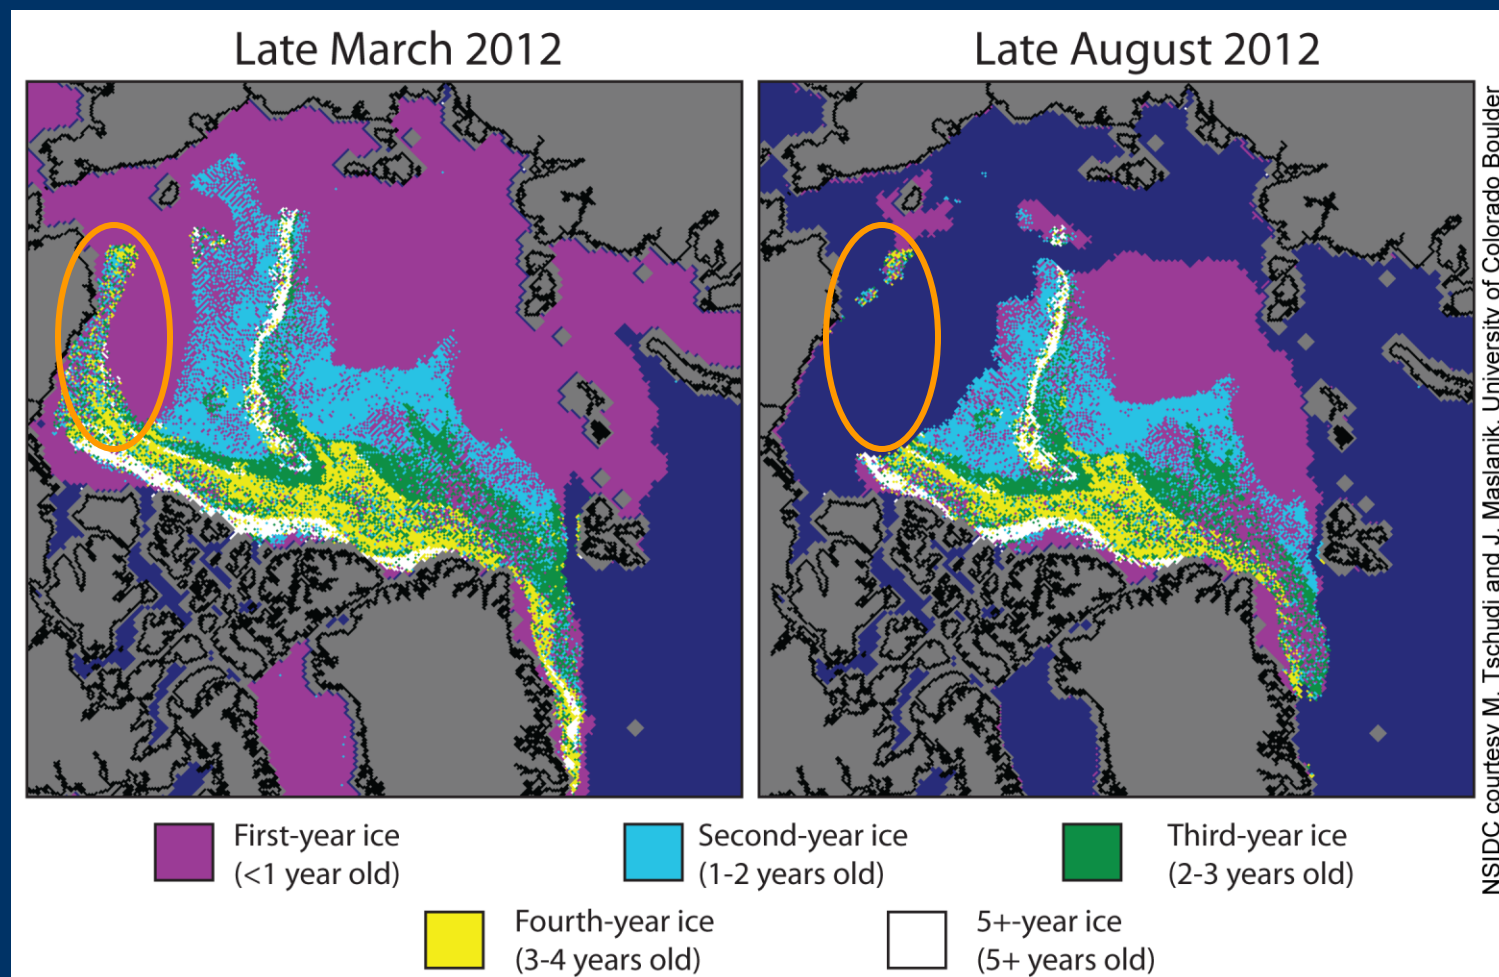 Late March 2012
Late August 2012
NSIDC courtesy M. Tschudi and J. Maslanik, University of Colorado Boulder
First-year ice
(<1 year old)
Second-year ice
(1-2 years old)
Third-year ice
(2-3 years old)
Fourth-year ice
(3-4 years old)
5+-year ice
(5+ years old)